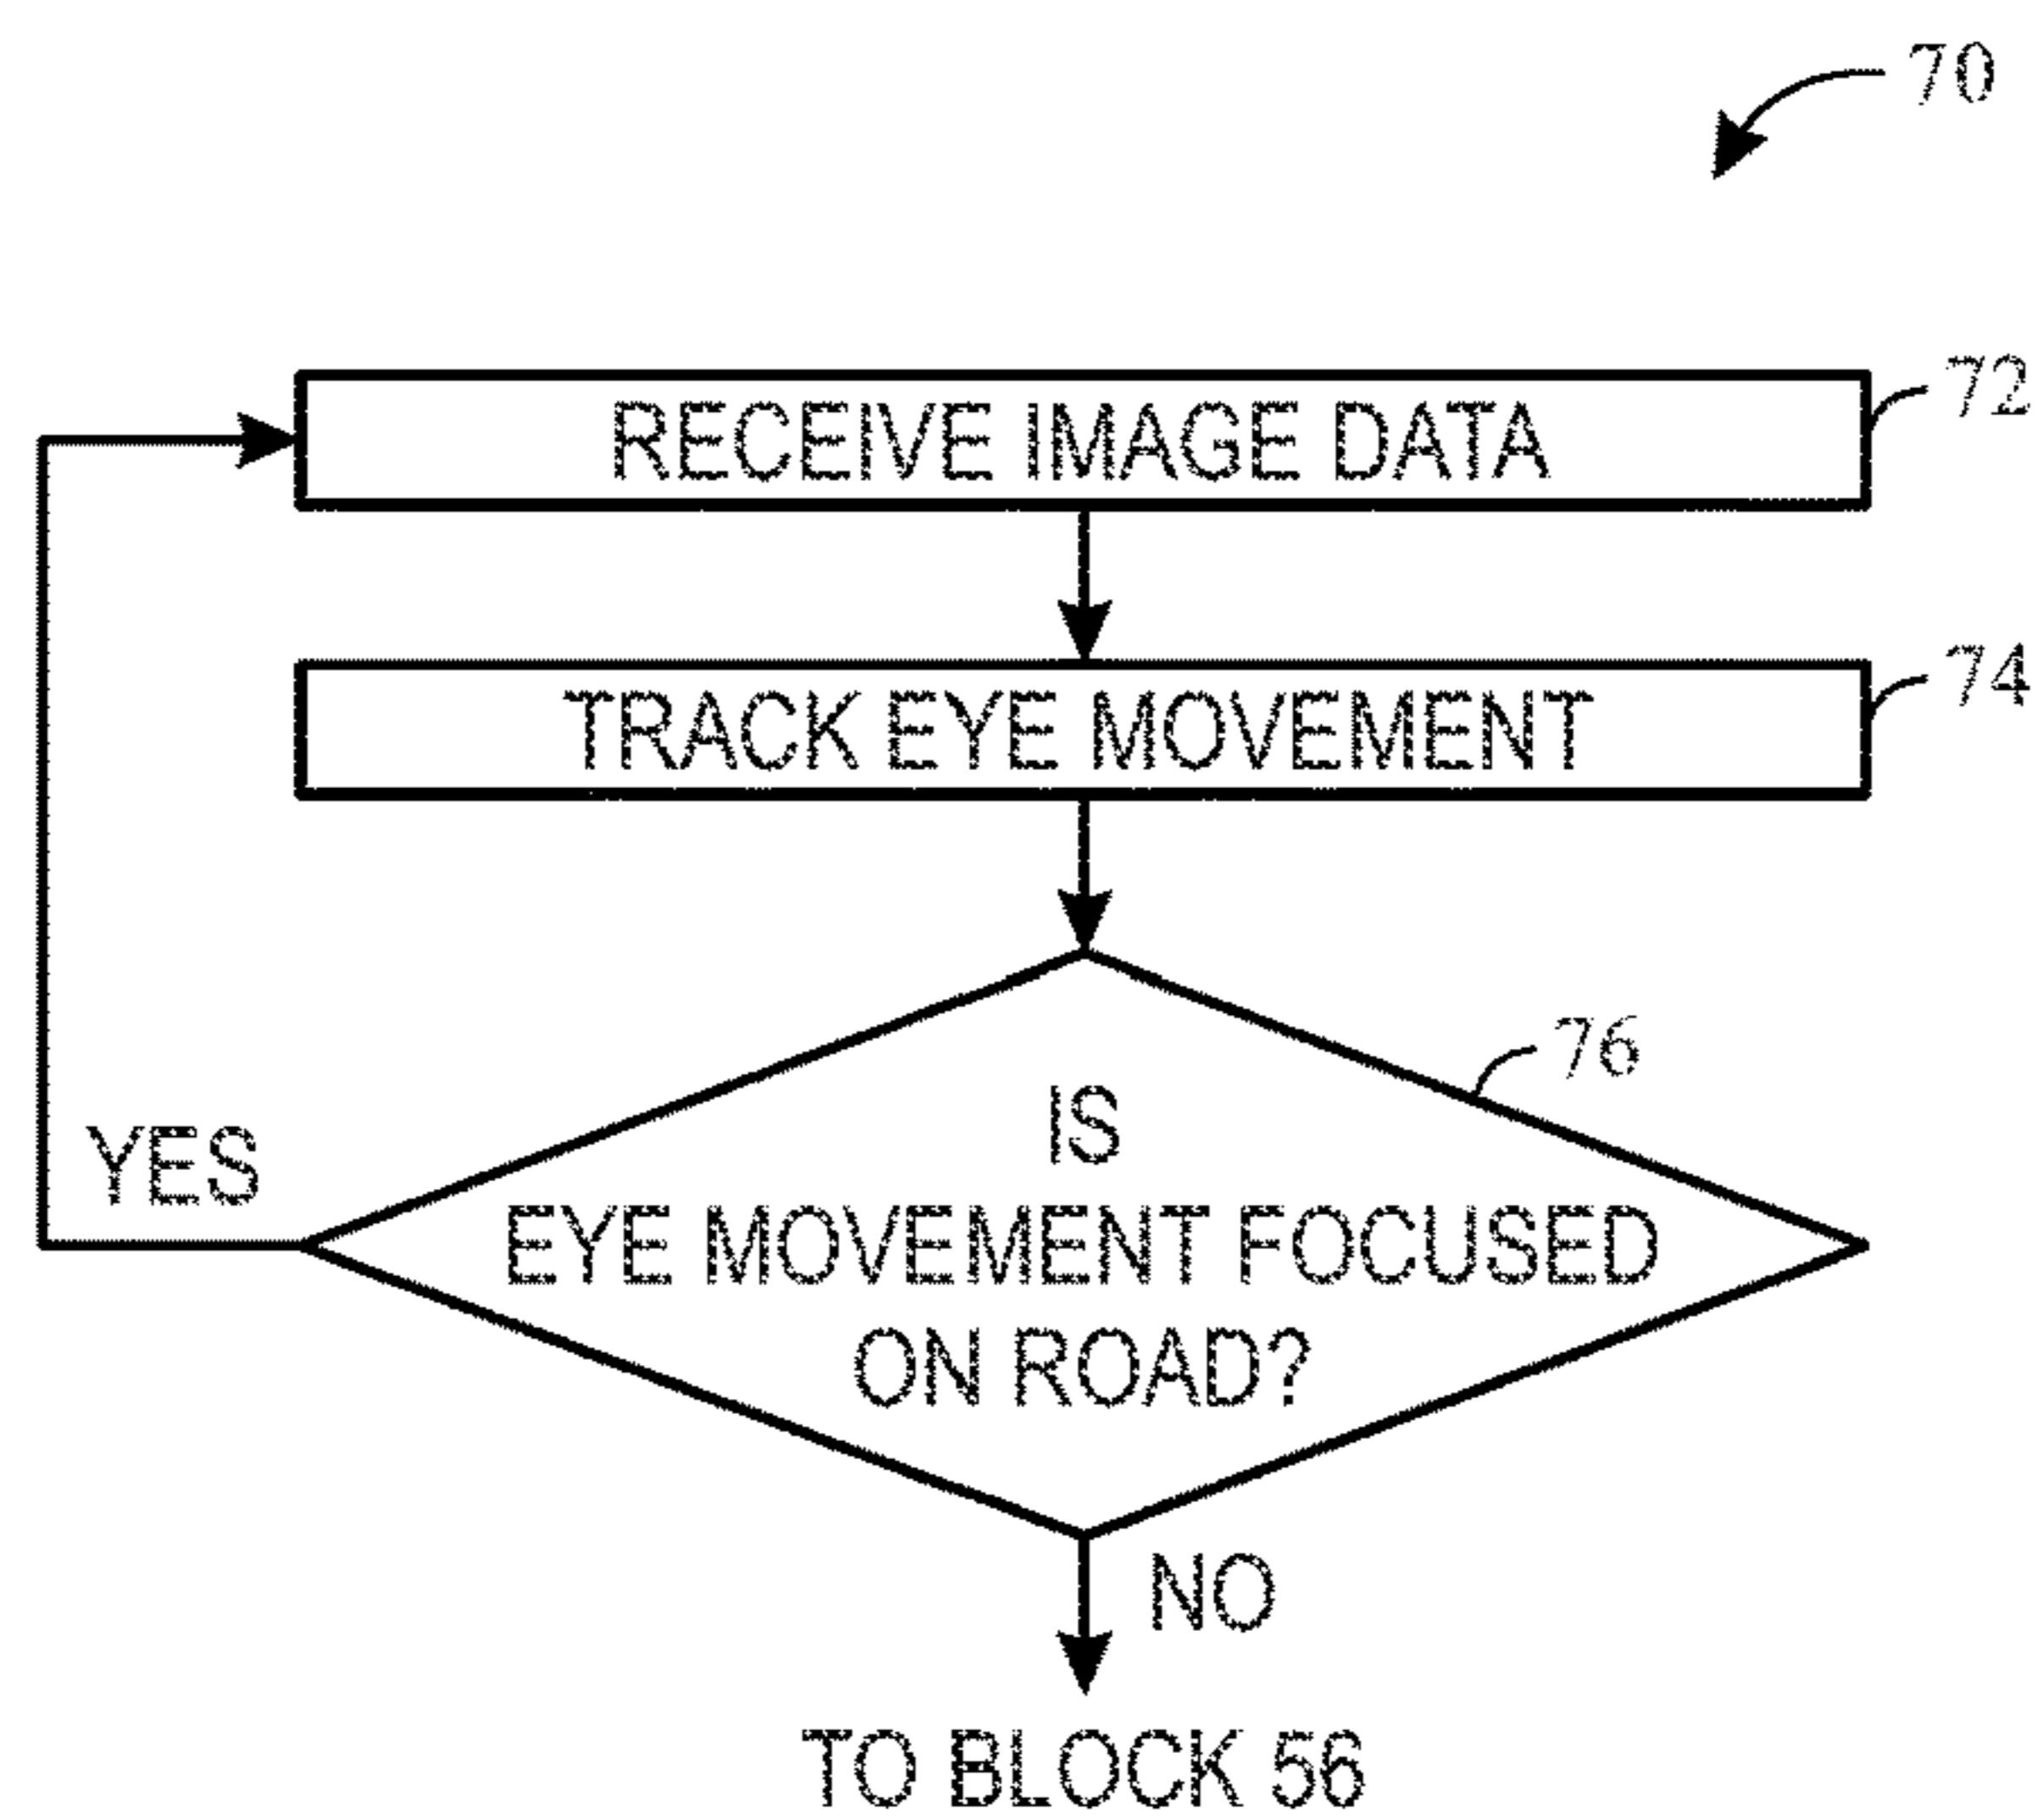 70
RECEIVE IMAGE DATA
72
TRACK EYE MOVEMENT
74
76
IS
EYE MOVEMENT FOCUSED
ON ROAD?
YES
NO
TO BLOCK 56